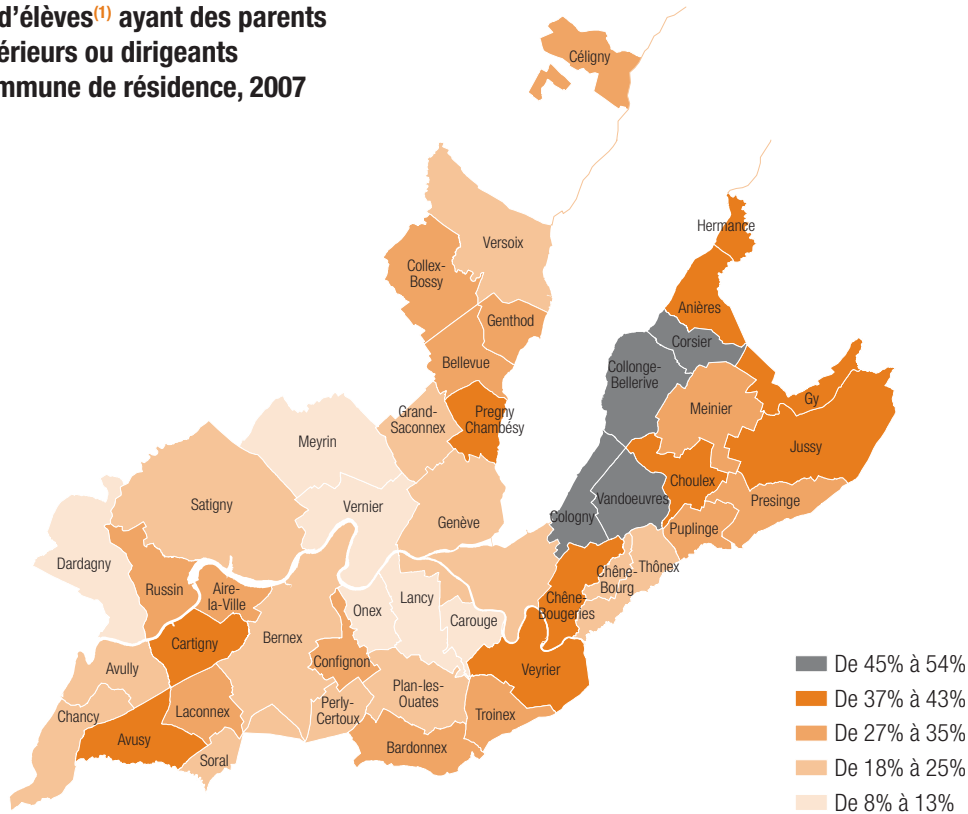 d'élèves(1) ayant des parents
érieurs ou dirigeants
mmune de résidence, 2007
Céligny
Hermance
Versoix
Collex-
Bossy
Anières
Genthod
Corsier
Bellevue
Collonge-
Bellerive
Gy
Meinier
Grand-
Saconnex
Pregny
Chambésy
Meyrin
Jussy
Choulex
Satigny
Vernier
Vandoeuvres
Presinge
Genève
Cologny
Puplinge
Dardagny
Thônex
Chêne-
Bourg
Russin
Aire-
la-Ville
Lancy
Chêne-
Bougeries
Onex
Carouge
Cartigny
Bernex
Confignon
Veyrier
Avully
Plan-les-
Ouates
Perly-
Certoux
Chancy
Laconnex
Troinex
Avusy
Bardonnex
Soral
De 45% à 54%
De 37% à 43%
De 27% à 35%
De 18% à 25%
De 8% à 13%